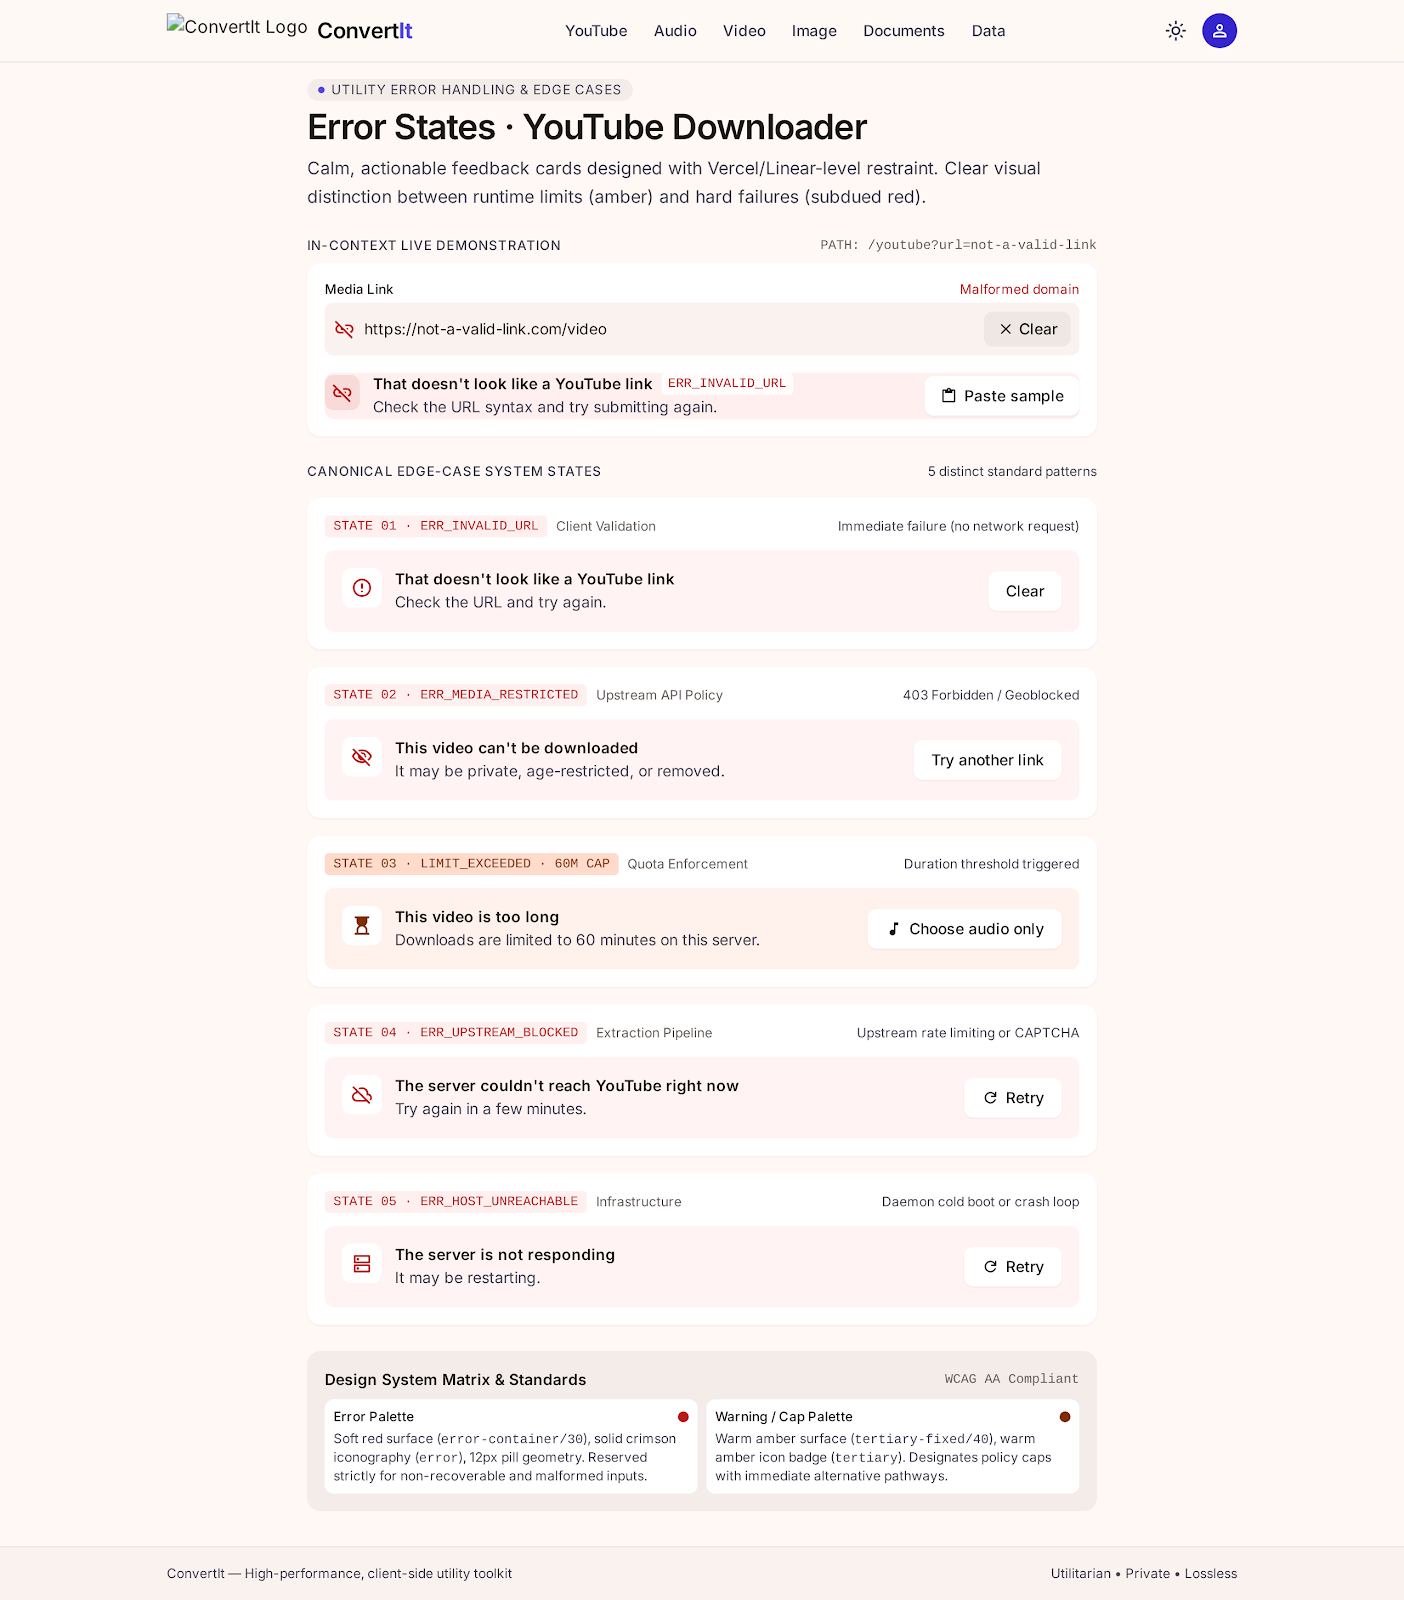 ConvertIt Logo ConvertIt YouTube Audio Video Image Documents Data
UTILITY ERROR HANDLING & EDGE CASES
Error States · YouTube Downloader
Calm, actionable feedback cards designed with Vercel/Linear-level restraint. Clear visual
distinction between runtime limits (amber) and hard failures (subdued red).
IN-CONTEXT LIVE DEMONSTRATION PATH: /youtube?url=not-a-valid-link
Media Link Malformed domain
https://not-a-valid-link.com/video Clear
That doesn't look like a YouTube link ERR_INVALID_URL
Check the URL syntax and try submitting again.
Paste sample
CANONICAL EDGE-CASE SYSTEM STATES 5 distinct standard patterns
STATE 01 · ERR_INVALID_URL Client Validation Immediate failure (no network request)
That doesn't look like a YouTube link
Check the URL and try again.
Clear
STATE 02 · ERR_MEDIA_RESTRICTED Upstream API Policy 403 Forbidden / Geoblocked
This video can't be downloaded
It may be private, age-restricted, or removed.
Try another link
STATE 03 · LIMIT_EXCEEDED · 60M CAP Quota Enforcement Duration threshold triggered
This video is too long
Downloads are limited to 60 minutes on this server.
Choose audio only
STATE 04 · ERR_UPSTREAM_BLOCKED Extraction Pipeline Upstream rate limiting or CAPTCHA
The server couldn't reach YouTube right now
Try again in a few minutes.
Retry
STATE 05 · ERR_HOST_UNREACHABLE Infrastructure Daemon cold boot or crash loop
The server is not responding
It may be restarting.
Retry
Design System Matrix & Standards WCAG AA Compliant
Error Palette
Soft red surface (error-container/30), solid crimson
iconography (error), 12px pill geometry. Reserved
strictly for non-recoverable and malformed inputs.
Warning / Cap Palette
Warm amber surface (tertiary-fixed/40), warm
amber icon badge (tertiary). Designates policy caps
with immediate alternative pathways.
ConvertIt — High-performance, client-side utility toolkit Utilitarian • Private • Lossless